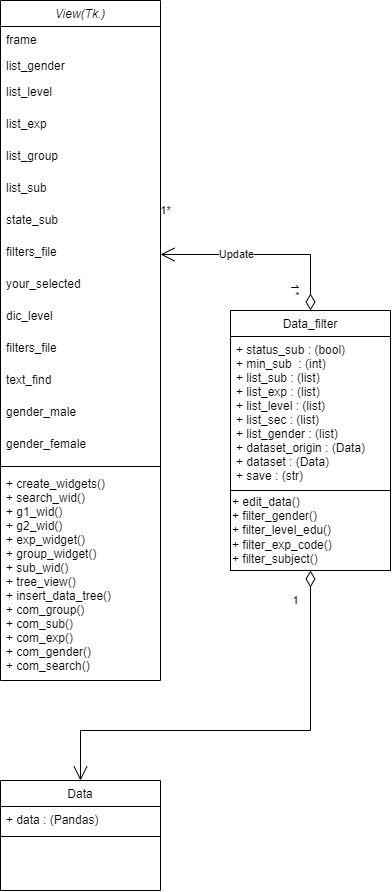 View(Tk.)
frame
list_gender
list_level
list_exp
list_group
list_sub
state_sub
filters_file
your_selected
dic_level
filters_file
text_find
gender_male
gender_female
+ create_widgets()
+ search_wid()
+ g1_wid()
+ g2_wid()
+ exp_widget()
+ group_widget()
+ sub_wid()
+ tree_view()
+ insert_data_tree()
+ com_group()
+ com_sub()
+ com_exp()
+ com_gender()
+ com_search()
1*
Update
1*
Data_filter
+ status_sub : (bool)
+ min_sub : (int)
+ list_sub : (list)
+ list_exp : (list)
+ list_level : (list)
+ list_sec : (list)
+ list_gender : (list)
+ dataset_origin : (Data)
+ dataset : (Data)
+ save : (str)
+ edit_data()
+ filter_gender()
+ filter_level_edu()
+ filter_exp_code()
+ filter_subject()
1
Data
+ data : (Pandas)